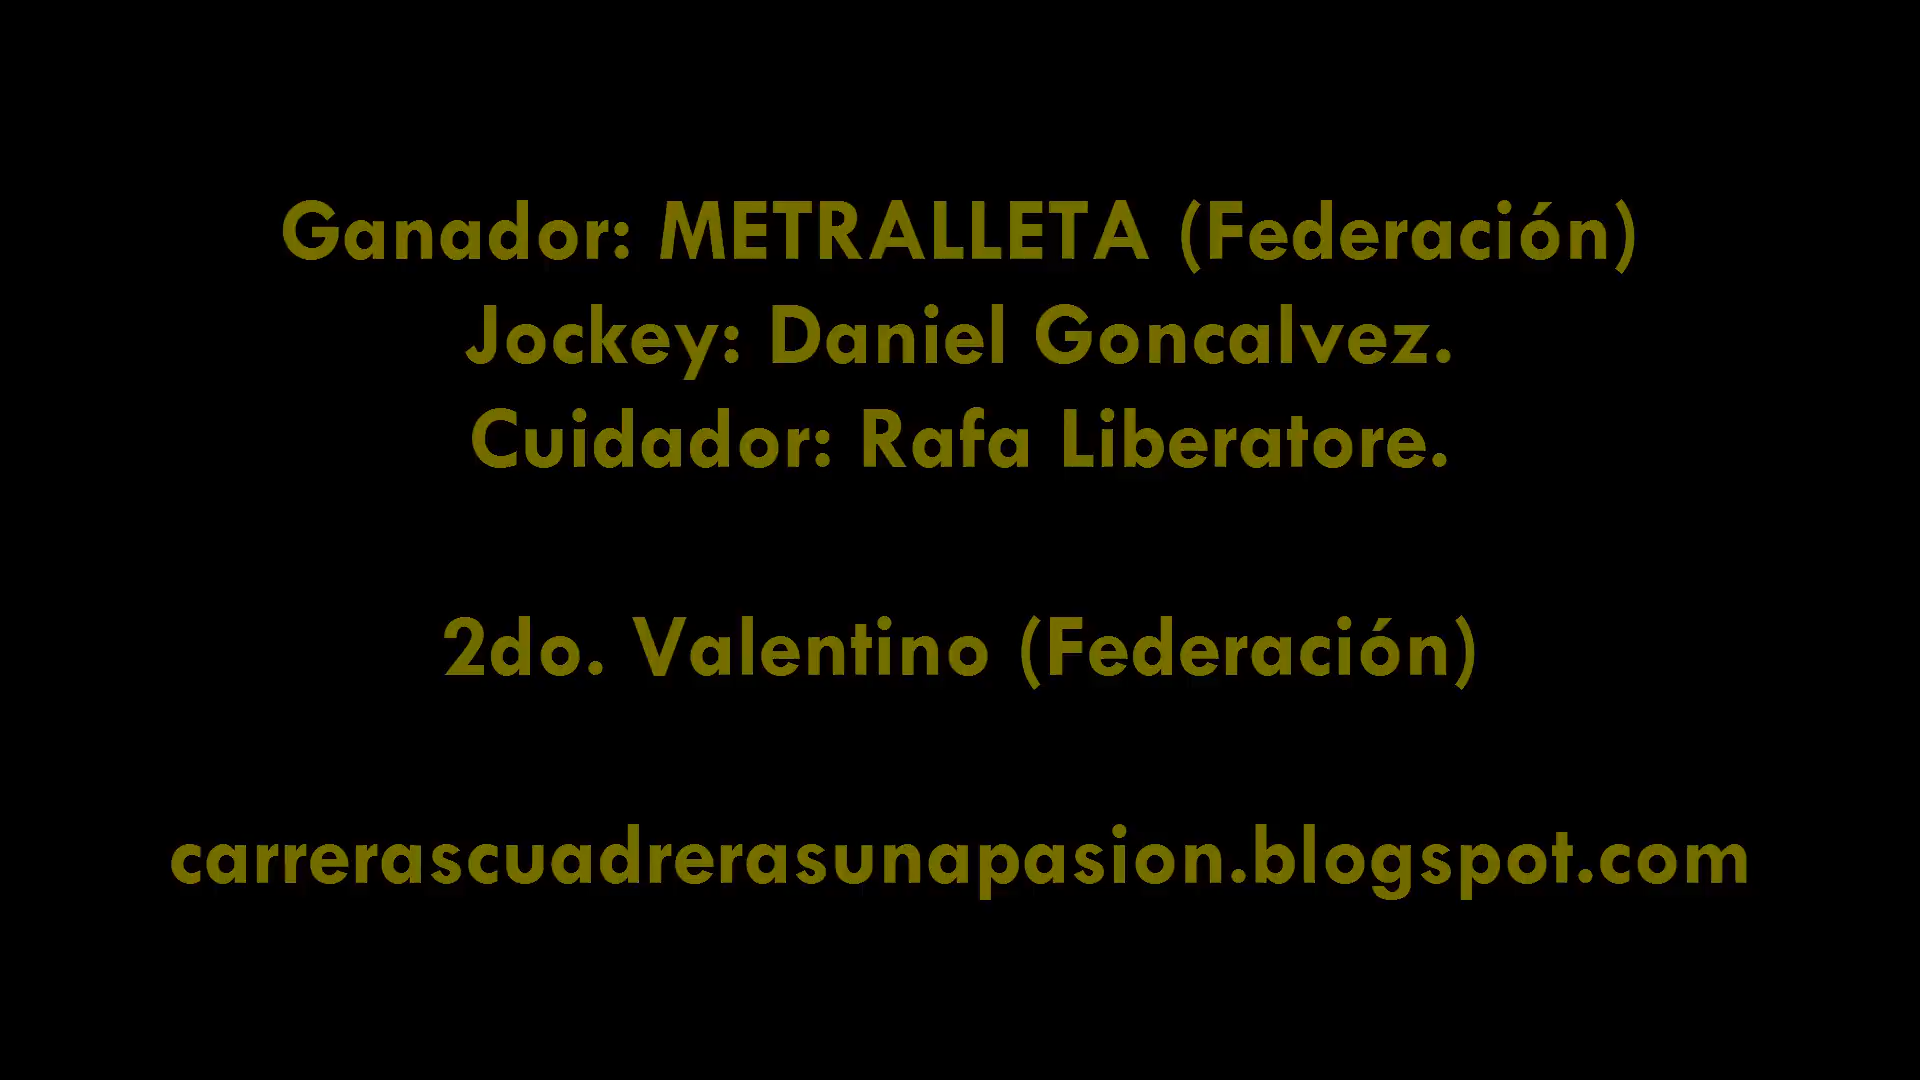 Ganador: METRALLETA (Federación)
Jockey: Daniel Goncalvez.
Cuidador: Rafa Liberatore.
2do. Valentino (Federación)
carrerascuadrerasunapasion.blogspot.com